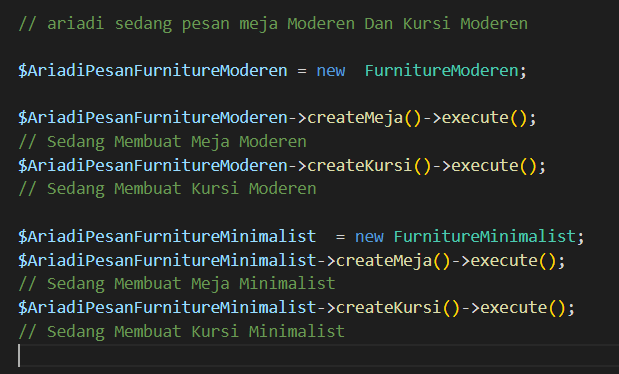 // ariadi sedang pesan meja Moderen Dan Kursi Moderen
$AriadiPesanFurnitureModeren = new  FurnitureModeren;
$AriadiPesanFurnitureModeren->createMeja()->execute();
// Sedang Membuat Meja Moderen
$AriadiPesanFurnitureModeren->createKursi()->execute();
// Sedang Membuat Kursi Moderen
$AriadiPesanFurnitureMinimalist  = new FurnitureMinimalist;
$AriadiPesanFurnitureMinimalist->createMeja()->execute();
// Sedang Membuat Meja Minimalist
$AriadiPesanFurnitureMinimalist->createKursi()->execute();
// Sedang Membuat Kursi Minimalist